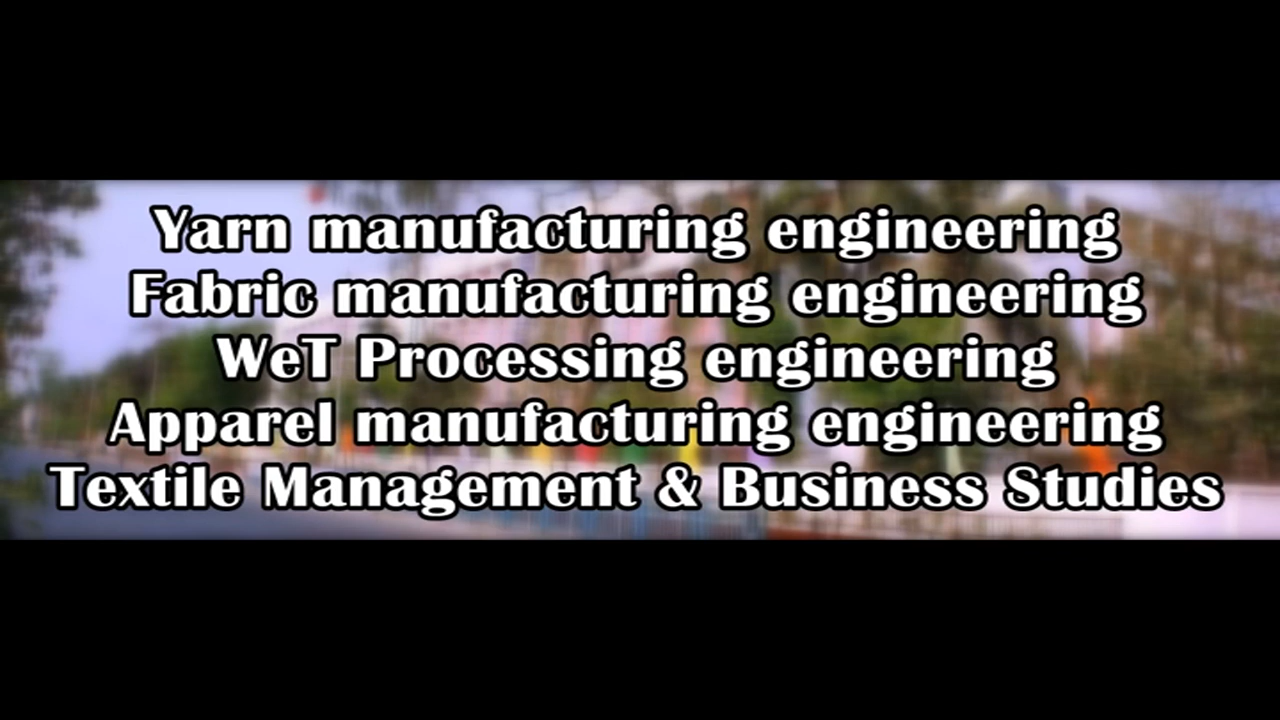 Yarn manufacturing engineering
Fabric manufacturing engineering
WeT Processing engineering
Apparel manufacturing engineering
Textile Management & Business Studies